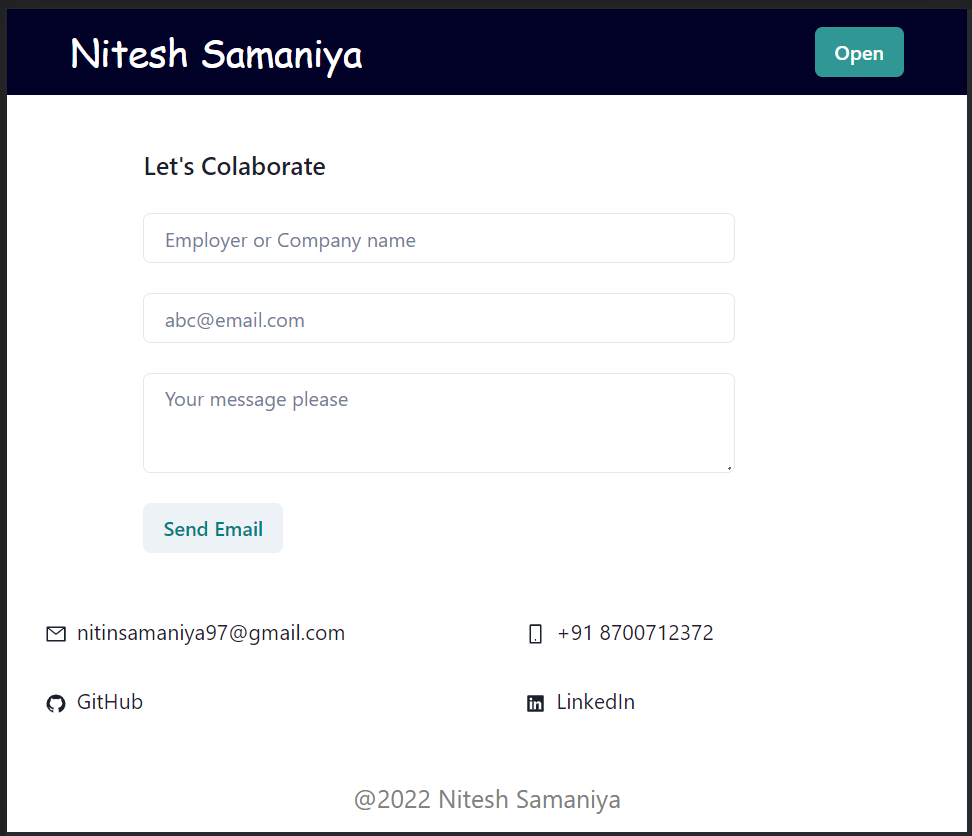 Nitesh Samaniya
Open
Let's Colaborate
Employer or Company name
abc@email.com
Your message please
Send Email
nitinsamaniya97@gmail.com
+91 8700712372
GitHub
LinkedIn
@2022 Nitesh Samaniya